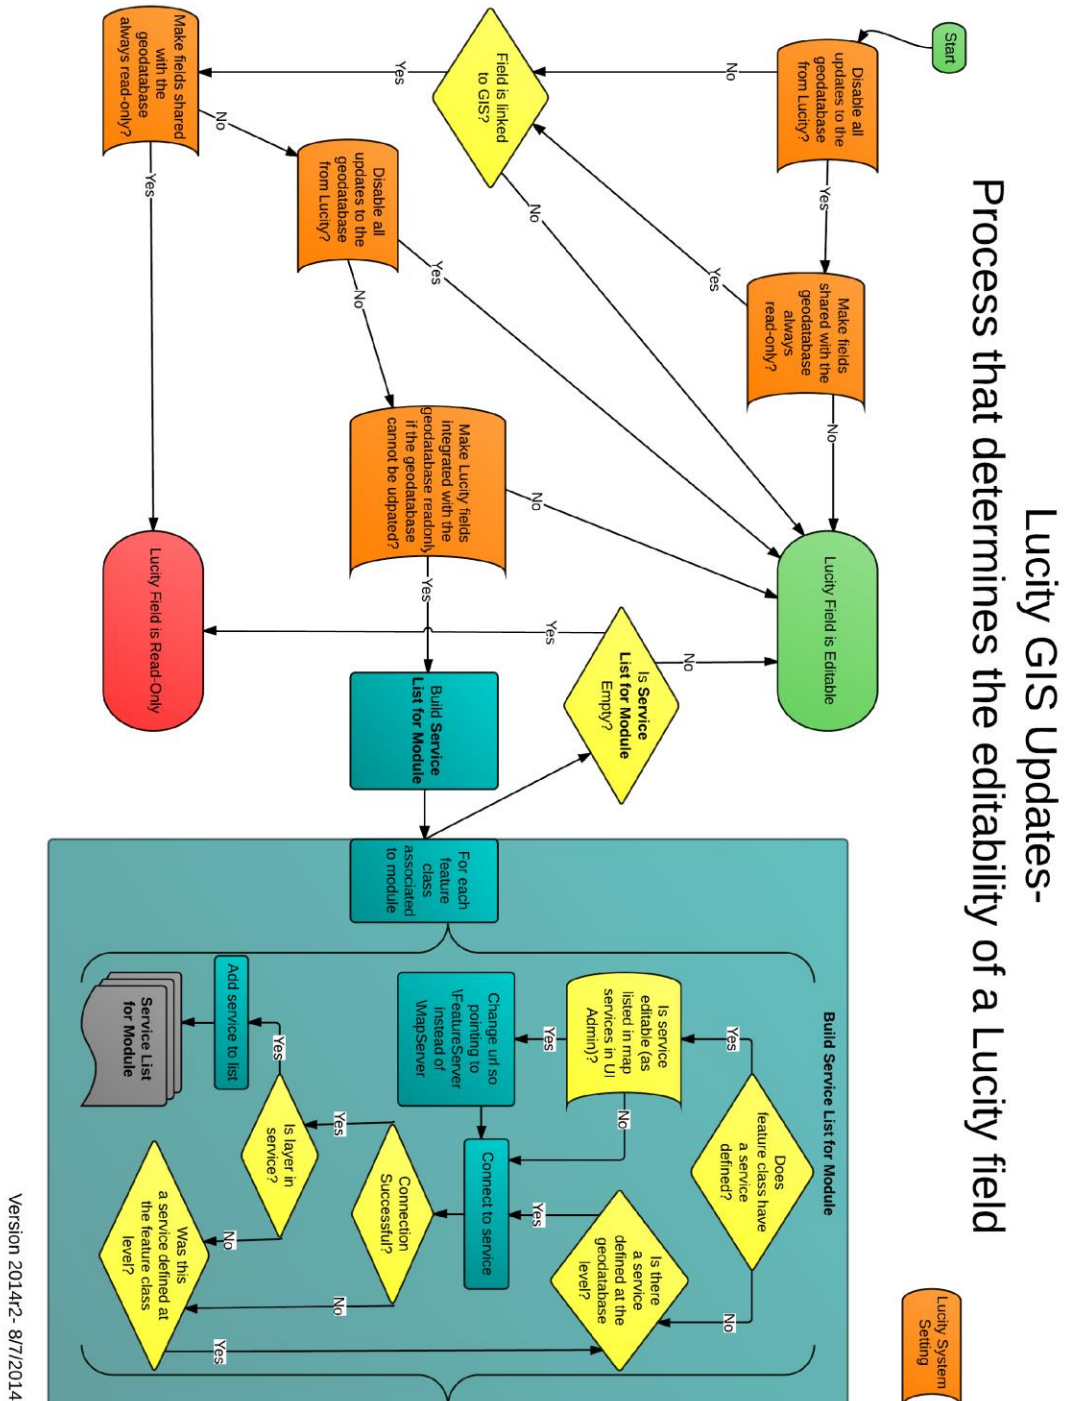 Lucity GIS Updates-
Process that determines the editability of a Lucity field
Start
Disable all
updates to the
geodatabase
from Lucity?
Yes
No
Make fields
shared with the
geodatabase
always
read-only?
Yes
No
Lucity Field is Editable
Field is linked
to GIS?
Yes
No
Make fields shared
with the
geodatabase
always read-only?
No
Yes
Disable all
updates to the
geodatabase
from Lucity?
Yes
No
Make Lucity fields
integrated with the
geodatabase readonly
if the geodatabase
cannot be udpated?
No
Yes
Lucity Field is Read-Only
Is Service
List for Module
Empty?
No
Yes
Build Service
List for Module
For each
feature
class
associated
to module
Build Service List for Module
Does
feature class have
a service
defined?
Yes
No
Is service
editable (as
listed in map
services in UI
Admin)?
Yes
No
Change url so
pointing to
\FeatureServer
instead of
\MapServer
Connect to service
Is there
a service
defined at the
geodatabase
level?
Yes
Connection
Successful?
Yes
No
Is layer in
service?
Yes
No
Add service to list
Service List
for Module
Was this
a service defined at
the feature class
level?
Yes
Lucity System
Setting
Version 2014r2- 8/7/2014